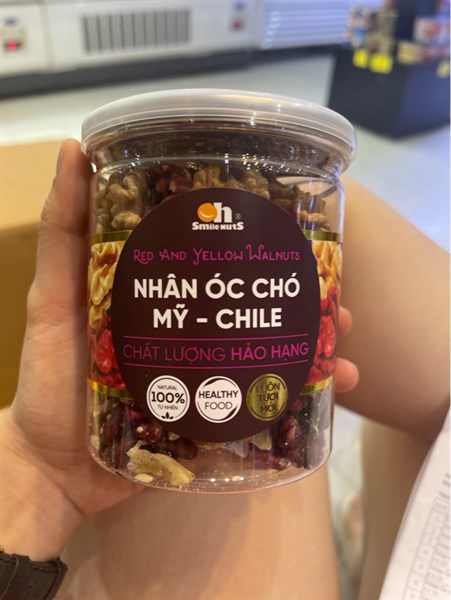 Oh ®
Smile Nuts
Red And Yellow Walnuts
NHÂN ÓC CHÓ
MỸ - CHILE
CHẤT LƯỢNG HẢO HẠNG
NATURAL
100%
TỰ NHIÊN
HEALTHY
FOOD
LUÔN
TƯƠI
MỚI